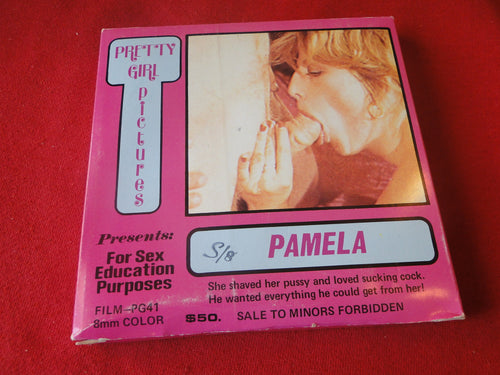 PRETTY
GIRL
pictures
Presents:
For Sex
Education
Purposes
FILM-PG41
8mm COLOR
S/8
PAMELA
She shaved her pussy and loved sucking cock.
He wanted everything he could get from her!
$50. SALE TO MINORS FORBIDDEN